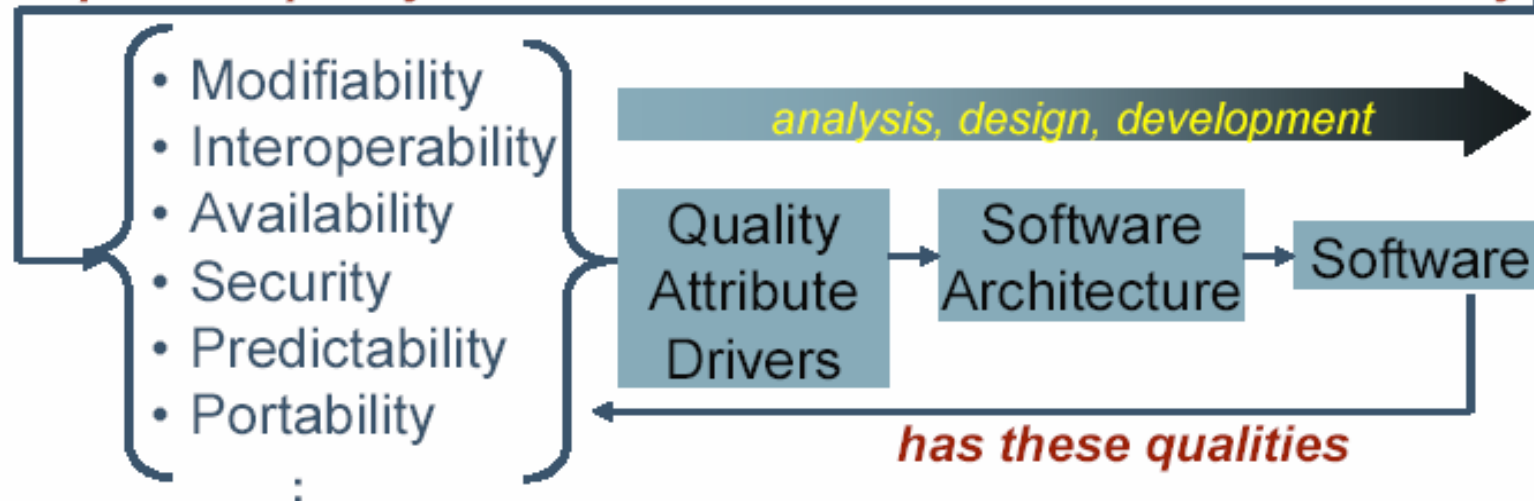 • Modifiability
• Interoperability
• Availability
• Security
• Predictability
• Portability
⋮
analysis, design, development
Quality
Attribute
Drivers
Software
Architecture
Software
has these qualities